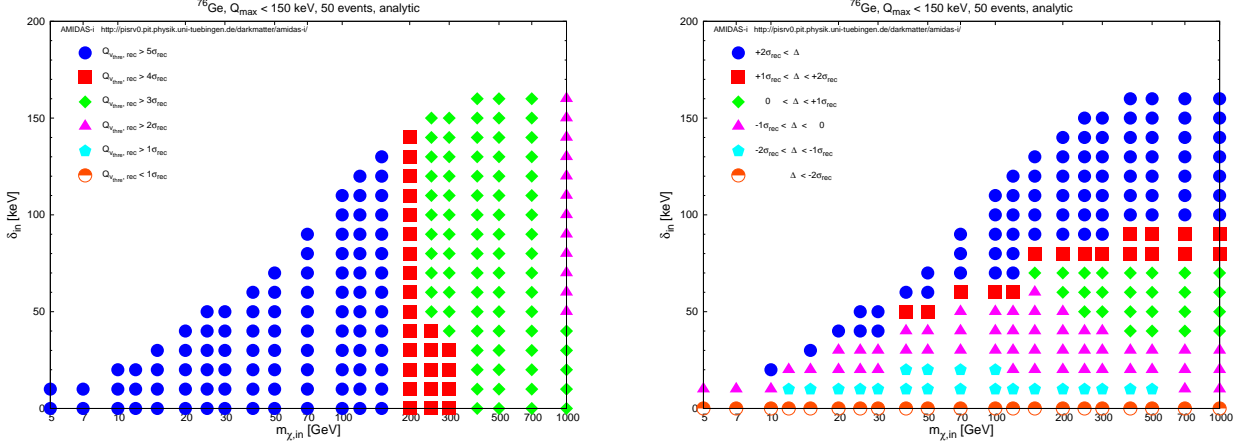 ⁷⁶Ge, Qmax < 150 keV, 50 events, analytic
AMIDAS-i http://pisrv0.pit.physik.uni-tuebingen.de/darkmatter/amidas-i/
Qvthre, rec > 5σrec
Qvthre, rec > 4σrec
Qvthre, rec > 3σrec
Qvthre, rec > 2σrec
Qvthre, rec > 1σrec
Qvthre, rec < 1σrec
200
150
100
50
0
δin [keV]
5 7 10 20 30 50 70 100 200 300 500 700 1000
mχ,in [GeV]
⁷⁶Ge, Qmax < 150 keV, 50 events, analytic
AMIDAS-i http://pisrv0.pit.physik.uni-tuebingen.de/darkmatter/amidas-i/
+2σrec < Δ
+1σrec < Δ < +2σrec
0 < Δ < +1σrec
-1σrec < Δ < 0
-2σrec < Δ < -1σrec
Δ < -2σrec
200
150
100
50
0
δin [keV]
5 7 10 20 30 50 70 100 200 300 500 700 1000
mχ,in [GeV]